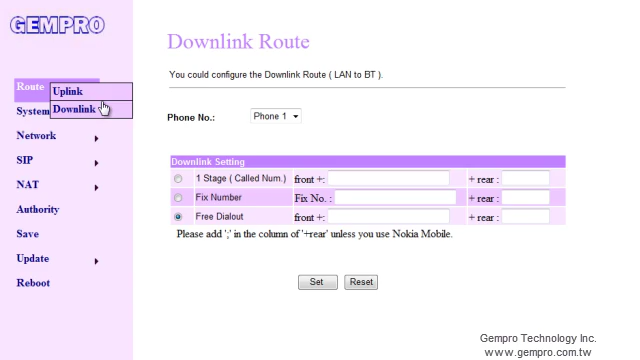 GEMPRO
Downlink Route
You could configure the Downlink Route ( LAN to BT ).
Route
Uplink
Downlink
System
Network
SIP
NAT
Authority
Save
Update
Reboot
Phone No.: Phone 1
Downlink Setting
1 Stage ( Called Num.) front +: + rear :
Fix Number Fix No. : + rear :
Free Dialout front +: + rear :
Please add ';' in the column of '+rear' unless you use Nokia Mobile.
Set Reset
Gempro Technology Inc.
www.gempro.com.tw